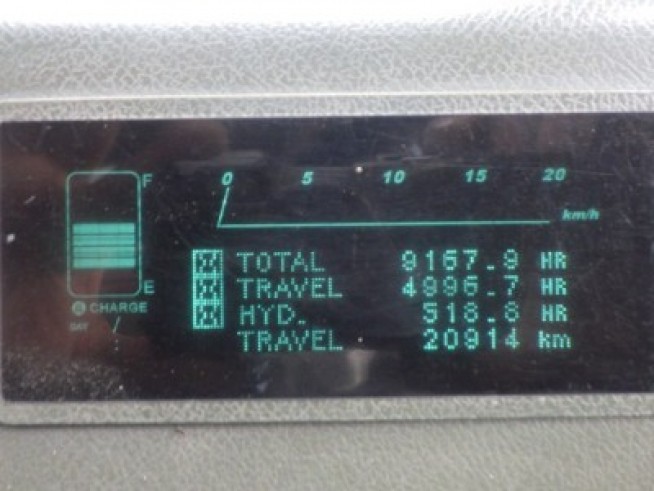 F
0 5 10 15 20
km/h
TOTAL 9157.9 HR
TRAVEL 4995.7 HR
HYD. 518.8 HR
TRAVEL 20914 km
E
CHARGE